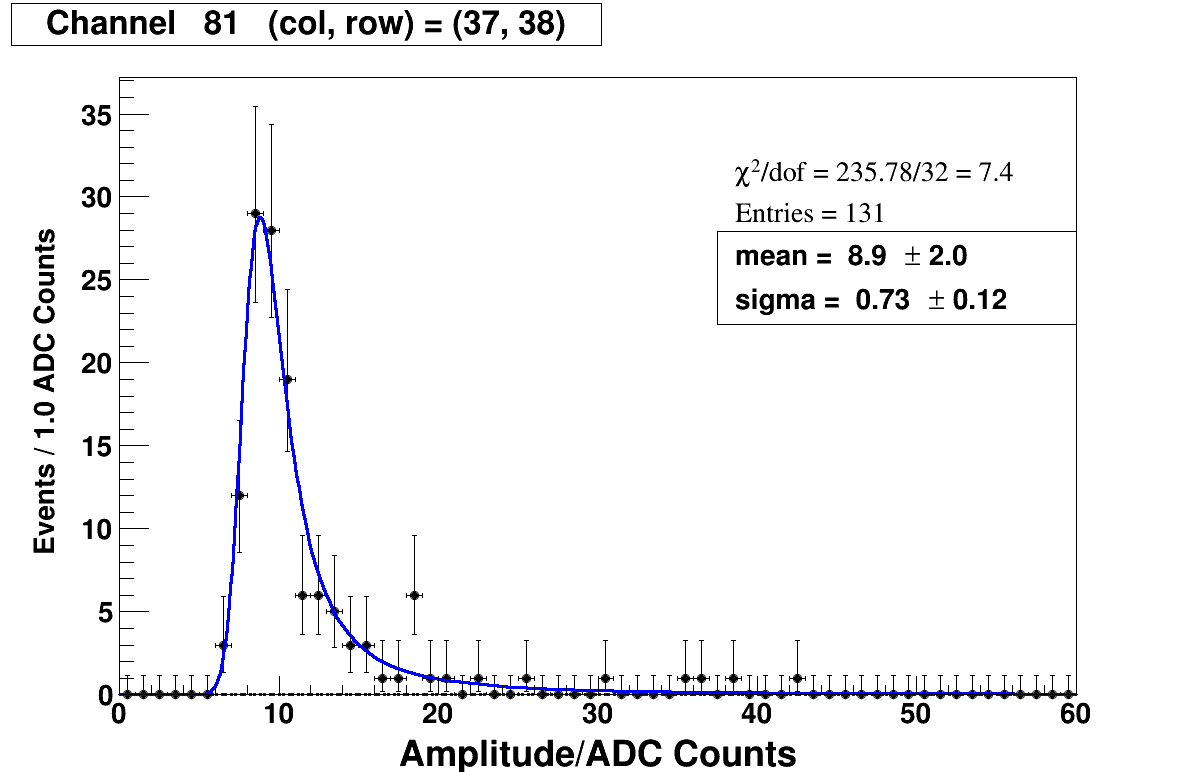 Channel 81 (col, row) = (37, 38)
χ²/dof = 235.78/32 = 7.4
Entries = 131
mean = 8.9 ± 2.0
sigma = 0.73 ± 0.12
Events / 1.0 ADC Counts
35
30
25
20
15
10
5
0
0 10 20 30 40 50 60
Amplitude/ADC Counts